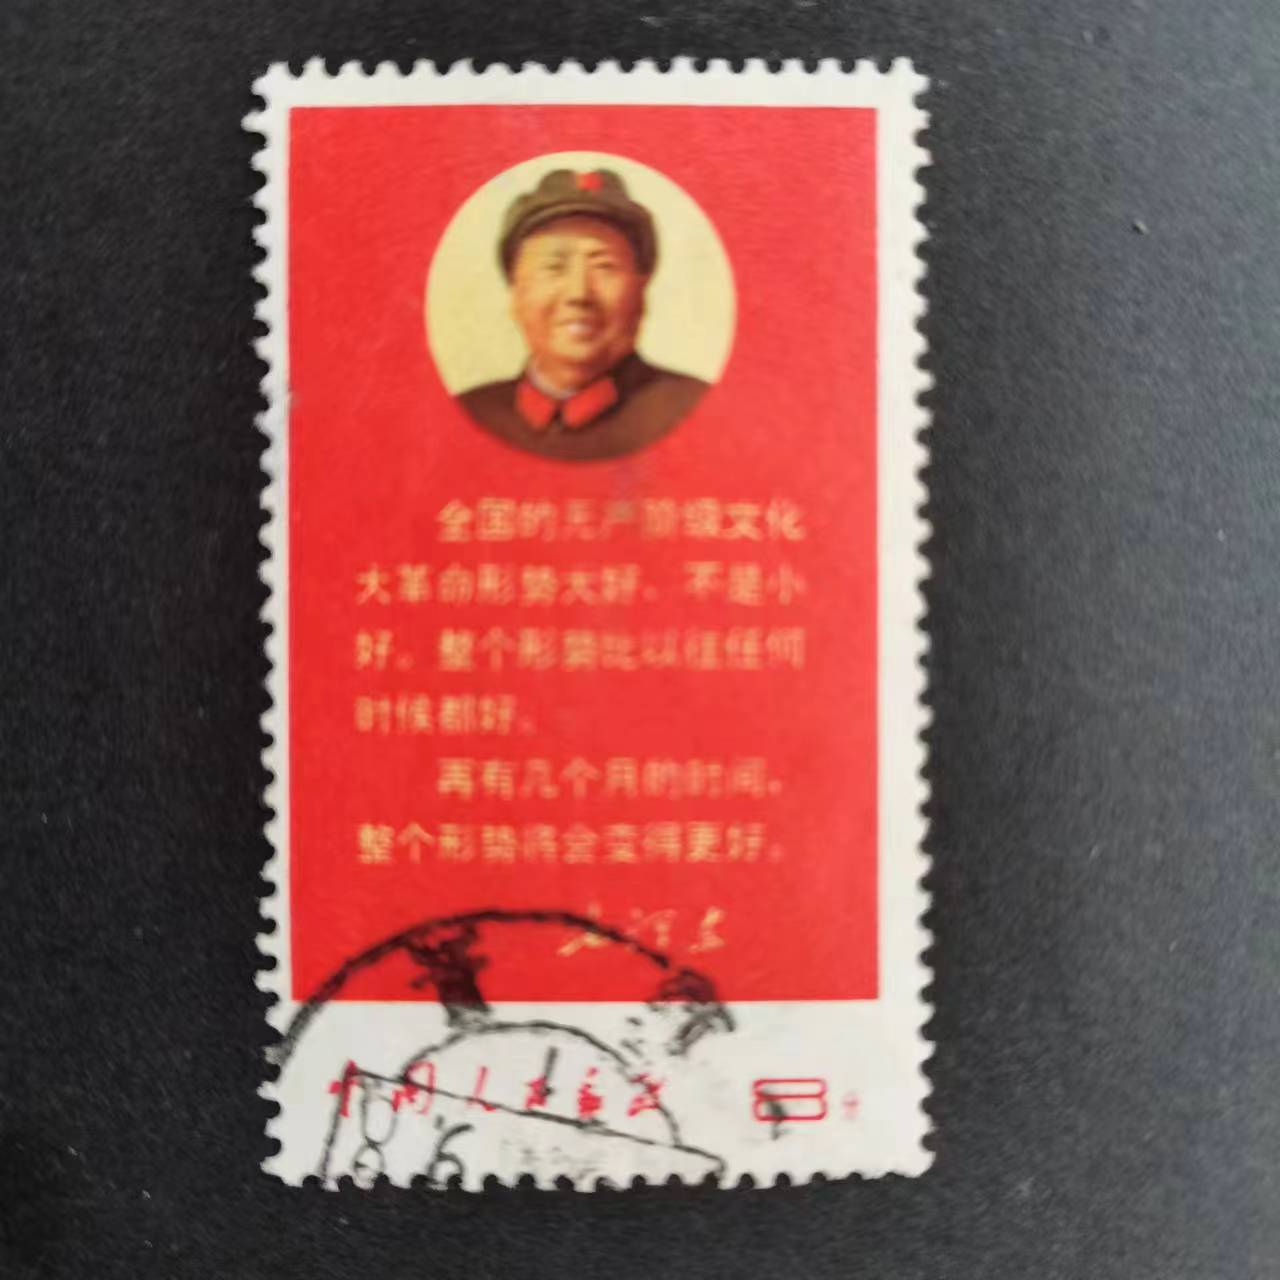 全国的无产阶级文化
大革命形势大好，不是小
好。整个形势比以往任何
时候都好。
再有几个月的时间，
整个形势将会变得更好。
毛泽东
中国人民邮政 8分
6